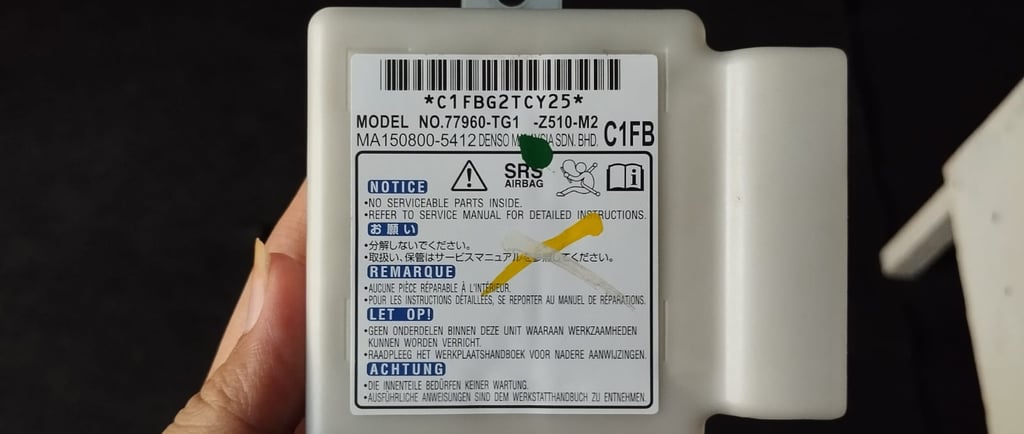 *C1FBG2TCY25*
MODEL NO.77960-TG1 -Z510-M2
MA150800-5412 DENSO SDN. BHD. C1FB
SRS
AIRBAG
NOTICE
•NO SERVICEABLE PARTS INSIDE.
•REFER TO SERVICE MANUAL FOR DETAILED INSTRUCTIONS.
お願い
•分解しないでください。
•取扱い、保管はサービスマニュアルを参照してください。
REMARQUE
•AUCUNE PIÈCE RÉPARABLE À L'INTÉRIEUR.
•POUR LES INSTRUCTIONS DÉTAILLÉES, SE REPORTER AU MANUEL DE RÉPARATIONS.
LET OP!
•GEEN ONDERDELEN BINNEN DEZE UNIT WAARAAN WERKZAAMHEDEN
KUNNEN WORDEN VERRICHT.
•RAADPLEEG HET WERKPLAATSHANDBOEK VOOR NADERE AANWIJZINGEN.
ACHTUNG
•DIE INNENTEILE BEDÜRFEN KEINER WARTUNG.
•AUSFÜHRLICHE ANWEISUNGEN SIND DEM WERKSTATTHANDBUCH ZU ENTNEHMEN.